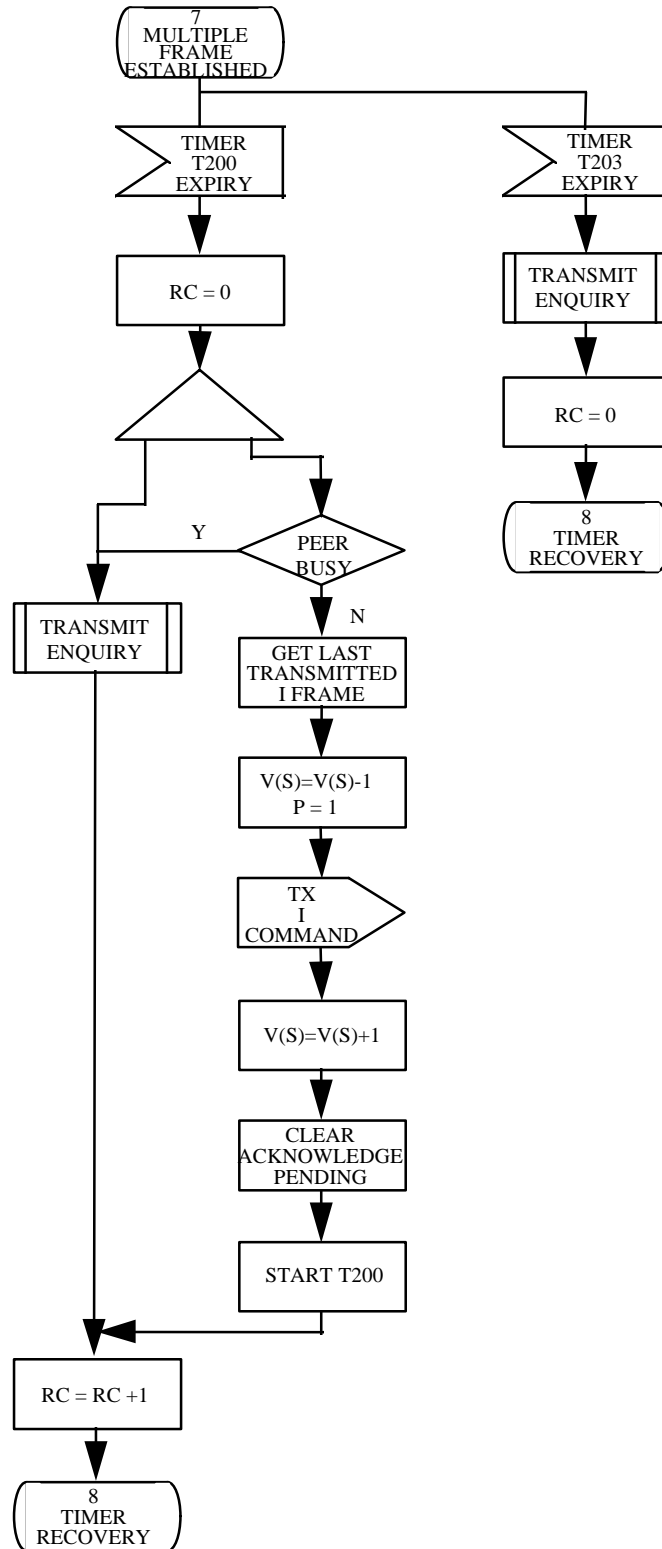 7
MULTIPLE
FRAME
ESTABLISHED
TIMER
T200
EXPIRY
TIMER
T203
EXPIRY
RC = 0
TRANSMIT
ENQUIRY
RC = 0
8
TIMER
RECOVERY
Y
PEER
BUSY
N
TRANSMIT
ENQUIRY
GET LAST
TRANSMITTED
I FRAME
V(S)=V(S)-1
P = 1
TX
I
COMMAND
V(S)=V(S)+1
CLEAR
ACKNOWLEDGE
PENDING
START T200
RC = RC +1
8
TIMER
RECOVERY